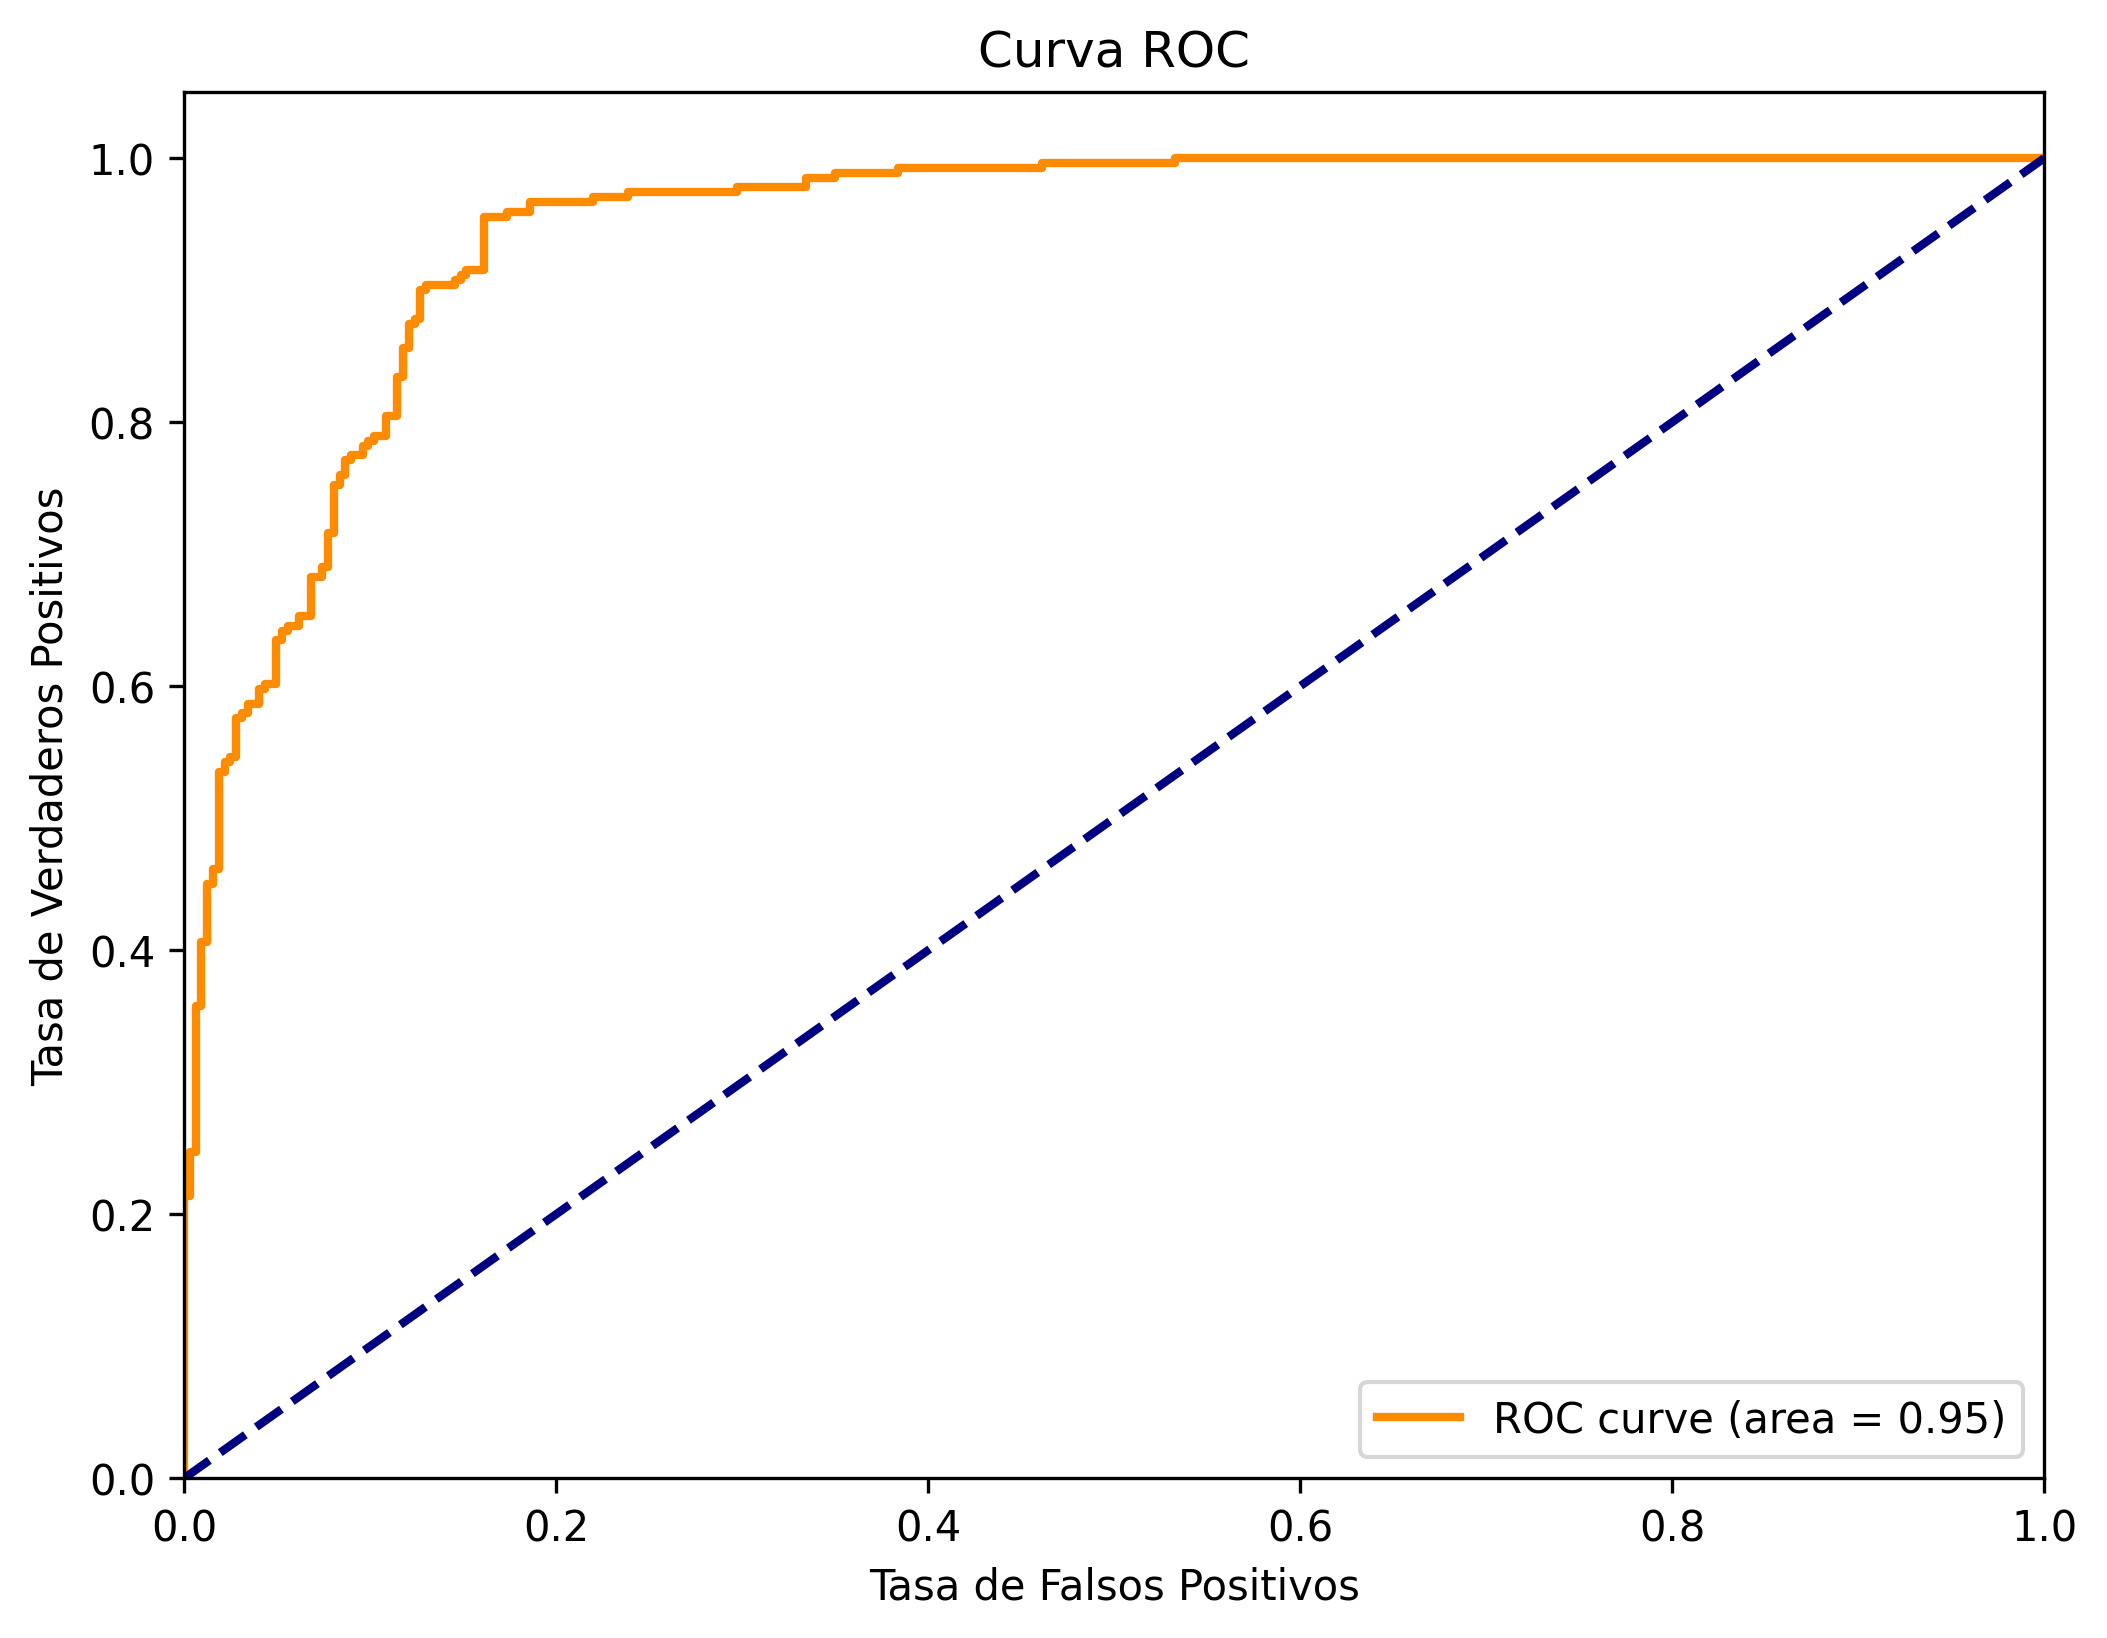 Curva ROC
Tasa de Verdaderos Positivos
1.0
0.8
0.6
0.4
0.2
0.0
0.0 0.2 0.4 0.6 0.8 1.0
Tasa de Falsos Positivos
ROC curve (area = 0.95)